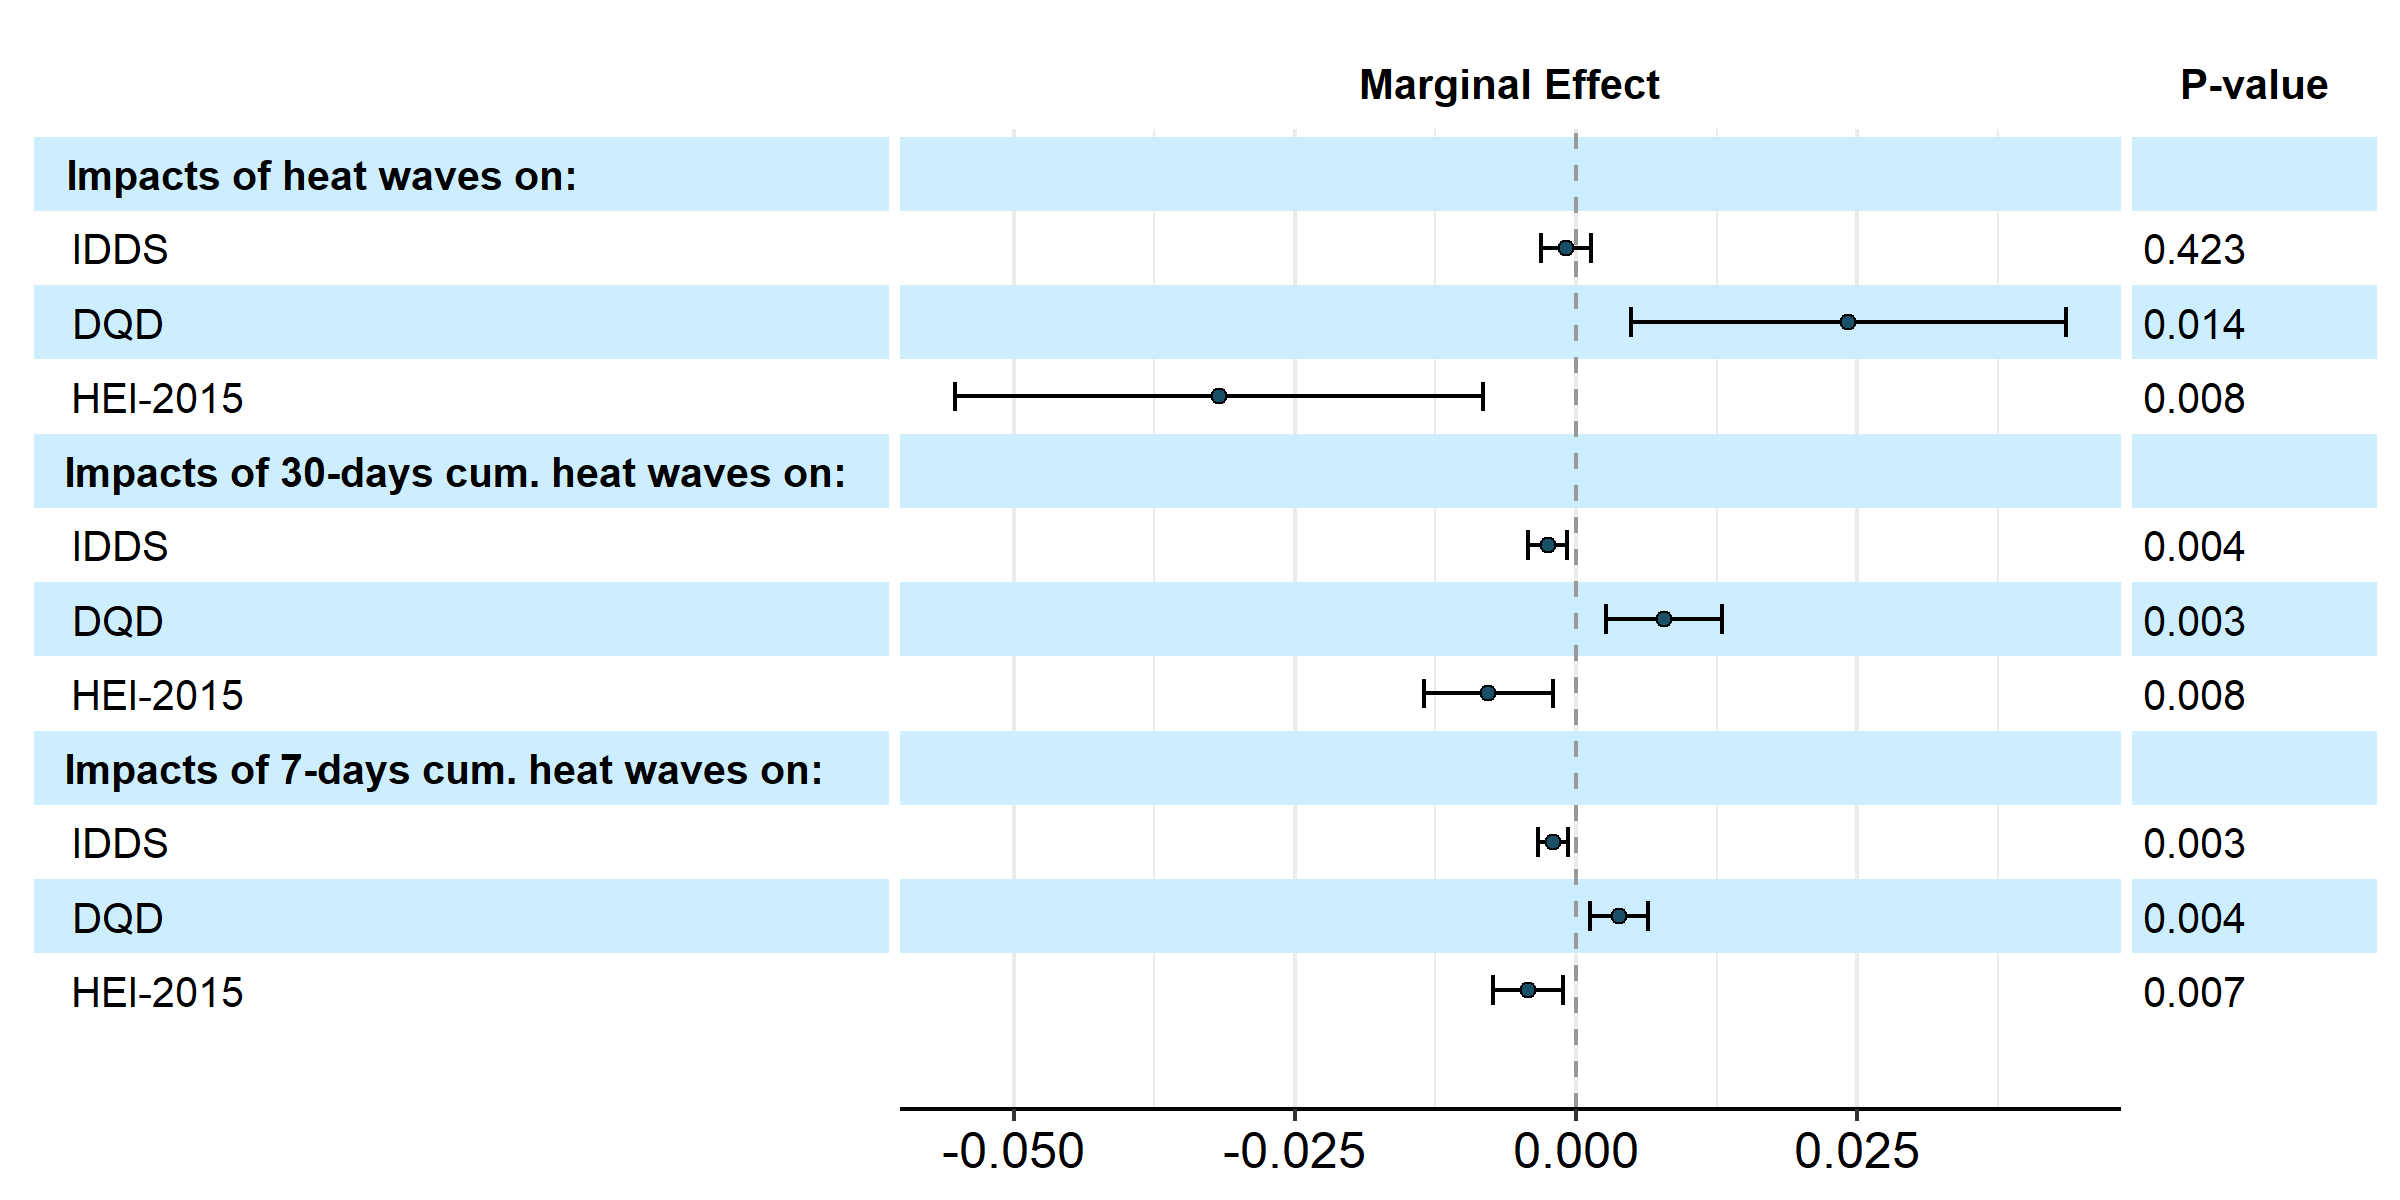 Marginal Effect P-value
Impacts of heat waves on:
IDDS 0.423
DQD 0.014
HEI-2015 0.008
Impacts of 30-days cum. heat waves on:
IDDS 0.004
DQD 0.003
HEI-2015 0.008
Impacts of 7-days cum. heat waves on:
IDDS 0.003
DQD 0.004
HEI-2015 0.007
-0.050 -0.025 0.000 0.025